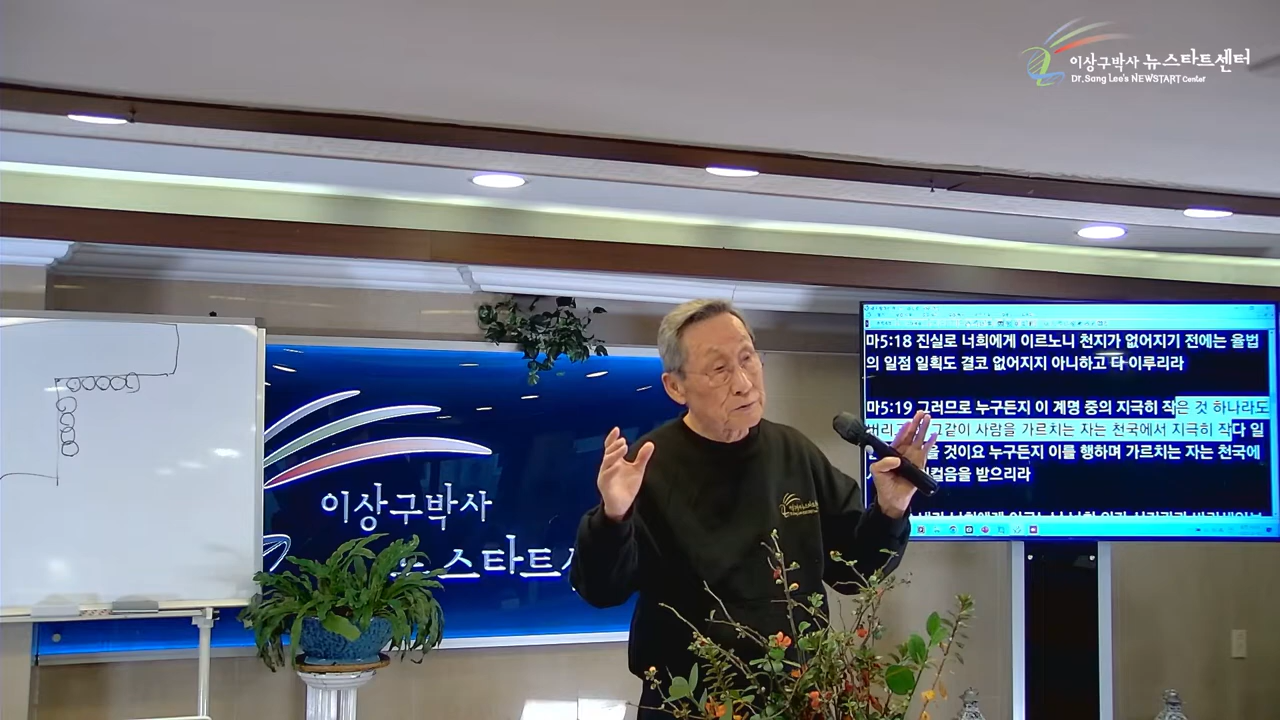 이상구박사 뉴스타트센터
Dr. Sang Lee's NEWSTART Center
마5:18 진실로 너희에게 이르노니 천지가 없어지기 전에는 율법
의 일점 일획도 결코 없어지지 아니하고 다 이루리라
마5:19 그러므로 누구든지 이 계명 중의 지극히 작은 것 하나라도
버리 그같이 사람을 가르치는 자는 천국에서 지극히 작다 일
을 것이요 누구든지 이를 행하며 가르치는 자는 천국에
컬음을 받으리라
이상구박사
뉴스타트